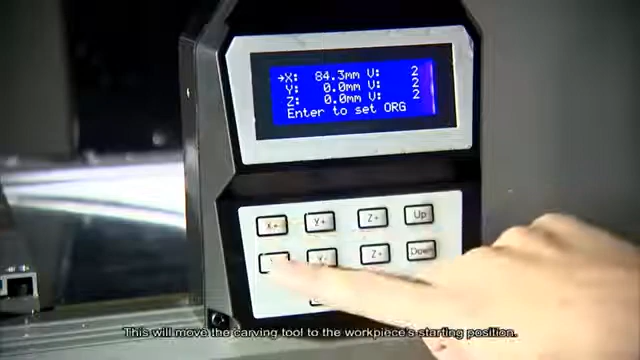 →X: 84.3mm V: 2
Y: 0.0mm V: 2
Z: 0.0mm V: 2
Enter to set ORG
X+ Y+ Z+ Up
Z+ Down
This will move the carving tool to the workpiece's starting position.